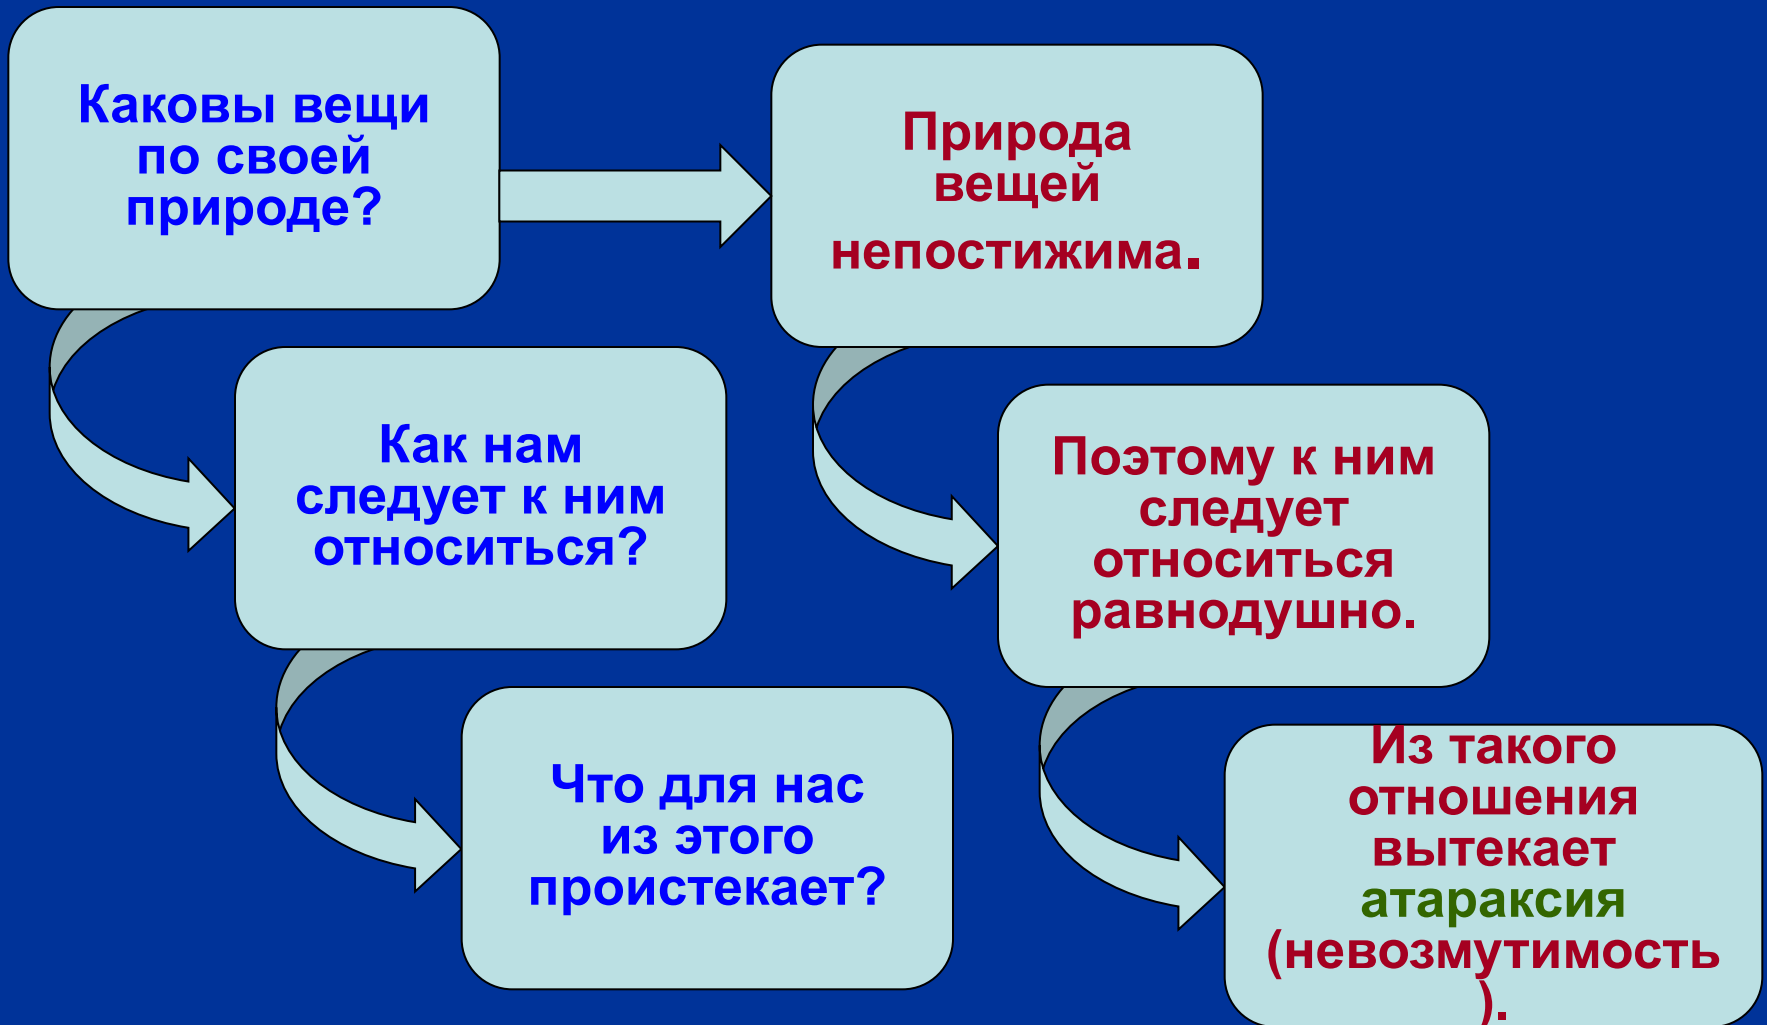 Каковы вещи
по своей
природе?
Природа
вещей
непостижима.
Как нам
следует к ним
относиться?
Поэтому к ним
следует
относиться
равнодушно.
Что для нас
из этого
проистекает?
Из такого
отношения
вытекает
атараксия
(невозмутимость
).